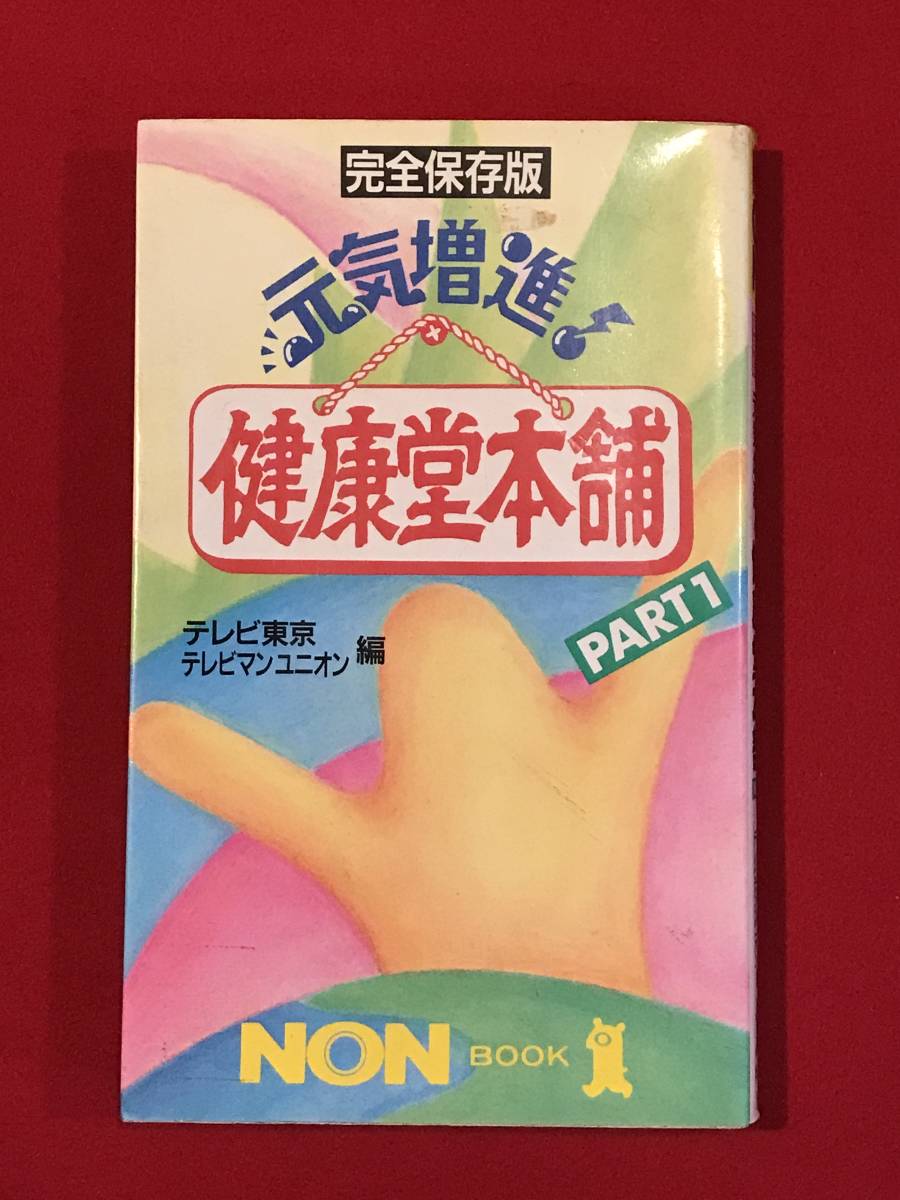 完全保存版
元気増進!
健康堂本舗
PART1
テレビ東京
テレビマンユニオン 編
NON BOOK